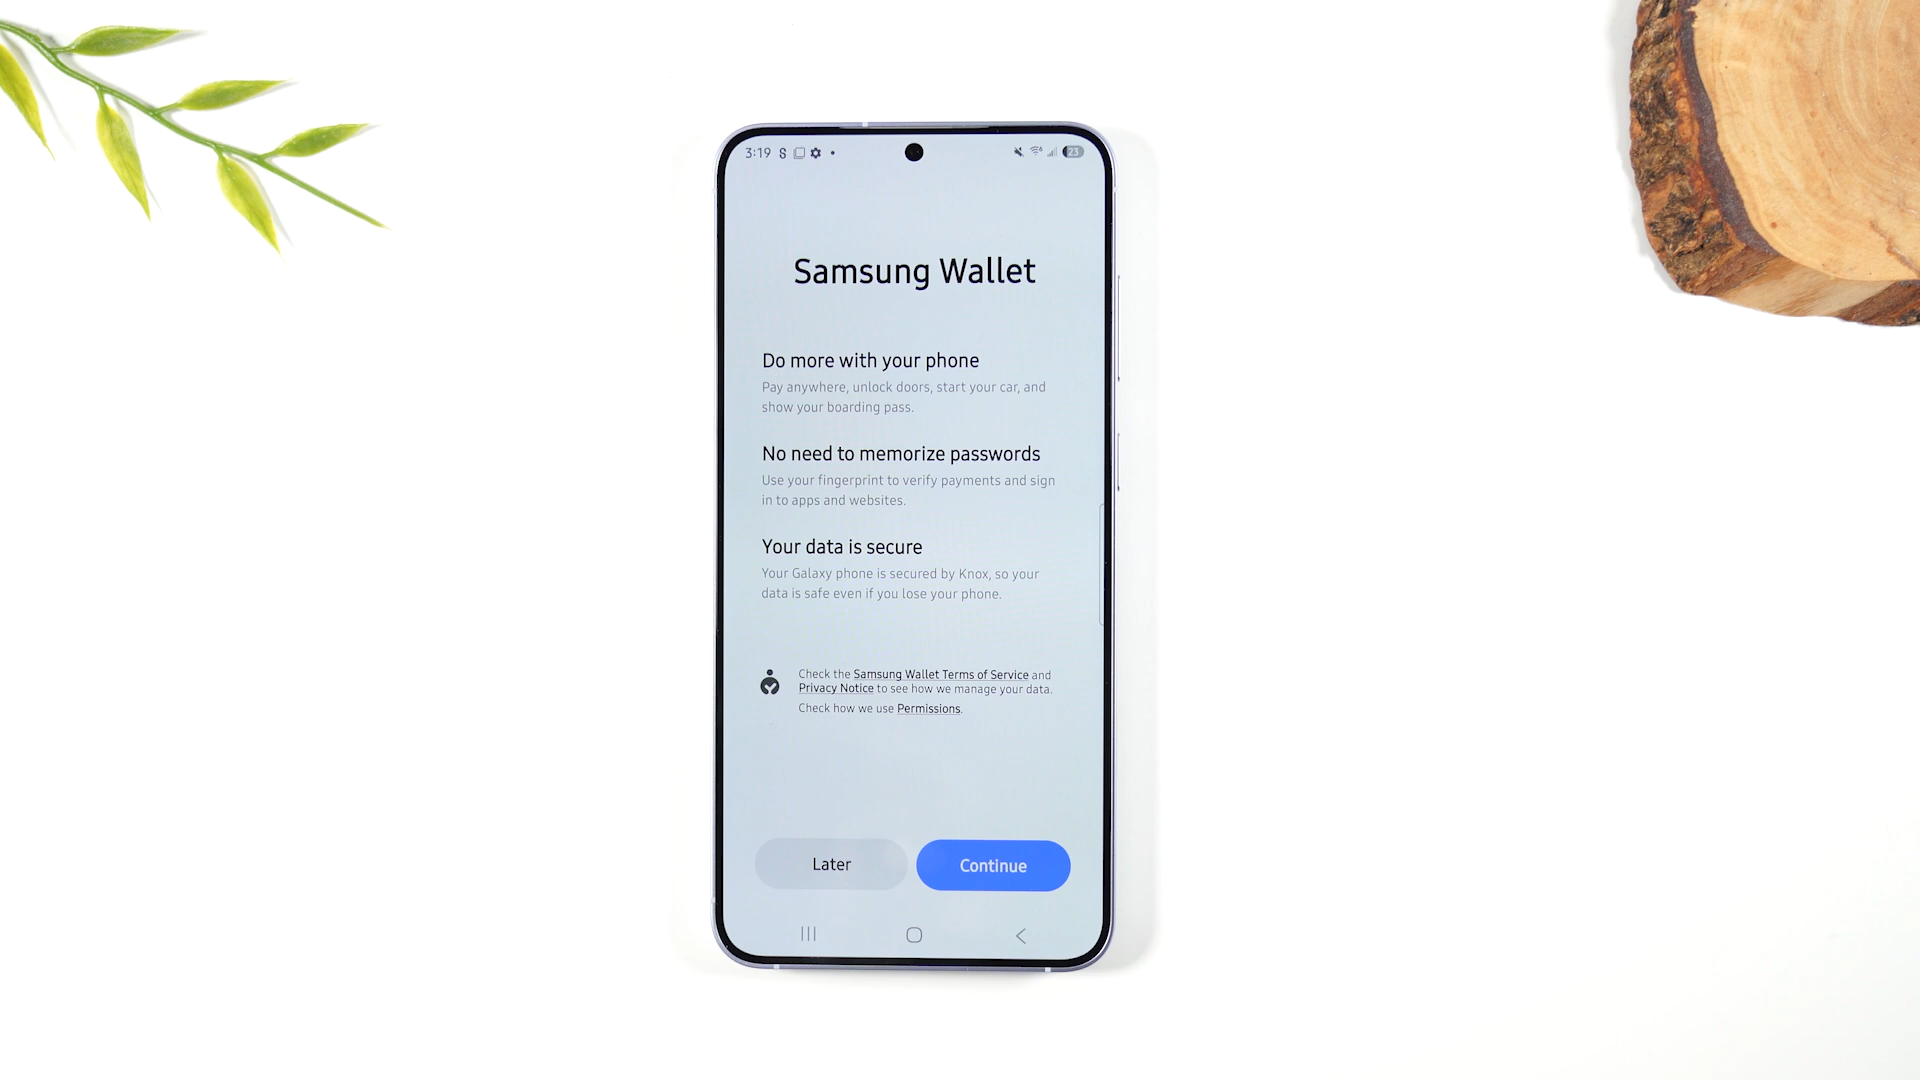 3:19
23
Samsung Wallet
Do more with your phone
Pay anywhere, unlock doors, start your car, and
show your boarding pass.
No need to memorize passwords
Use your fingerprint to verify payments and sign
in to apps and websites.
Your data is secure
Your Galaxy phone is secured by Knox, so your
data is safe even if you lose your phone.
Check the Samsung Wallet Terms of Service and
Privacy Notice to see how we manage your data.
Check how we use Permissions.
Later
Continue